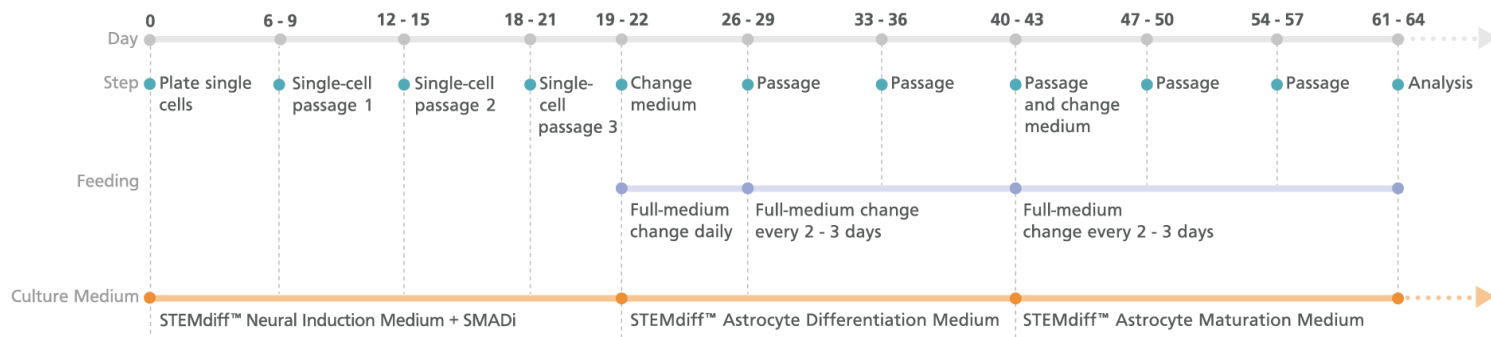 0 6 - 9 12 - 15 18 - 21 19 - 22 26 - 29 33 - 36 40 - 43 47 - 50 54 - 57 61 - 64
Day
Step
Plate single
cells
Single-cell
passage 1
Single-cell
passage 2
Single-
cell
passage 3
Change
medium
Passage
Passage
Passage
and change
medium
Passage
Passage
Analysis
Feeding
Full-medium
change daily
Full-medium change
every 2 - 3 days
Full-medium
change every 2 - 3 days
Culture Medium
STEMdiff™ Neural Induction Medium + SMADi
STEMdiff™ Astrocyte Differentiation Medium
STEMdiff™ Astrocyte Maturation Medium